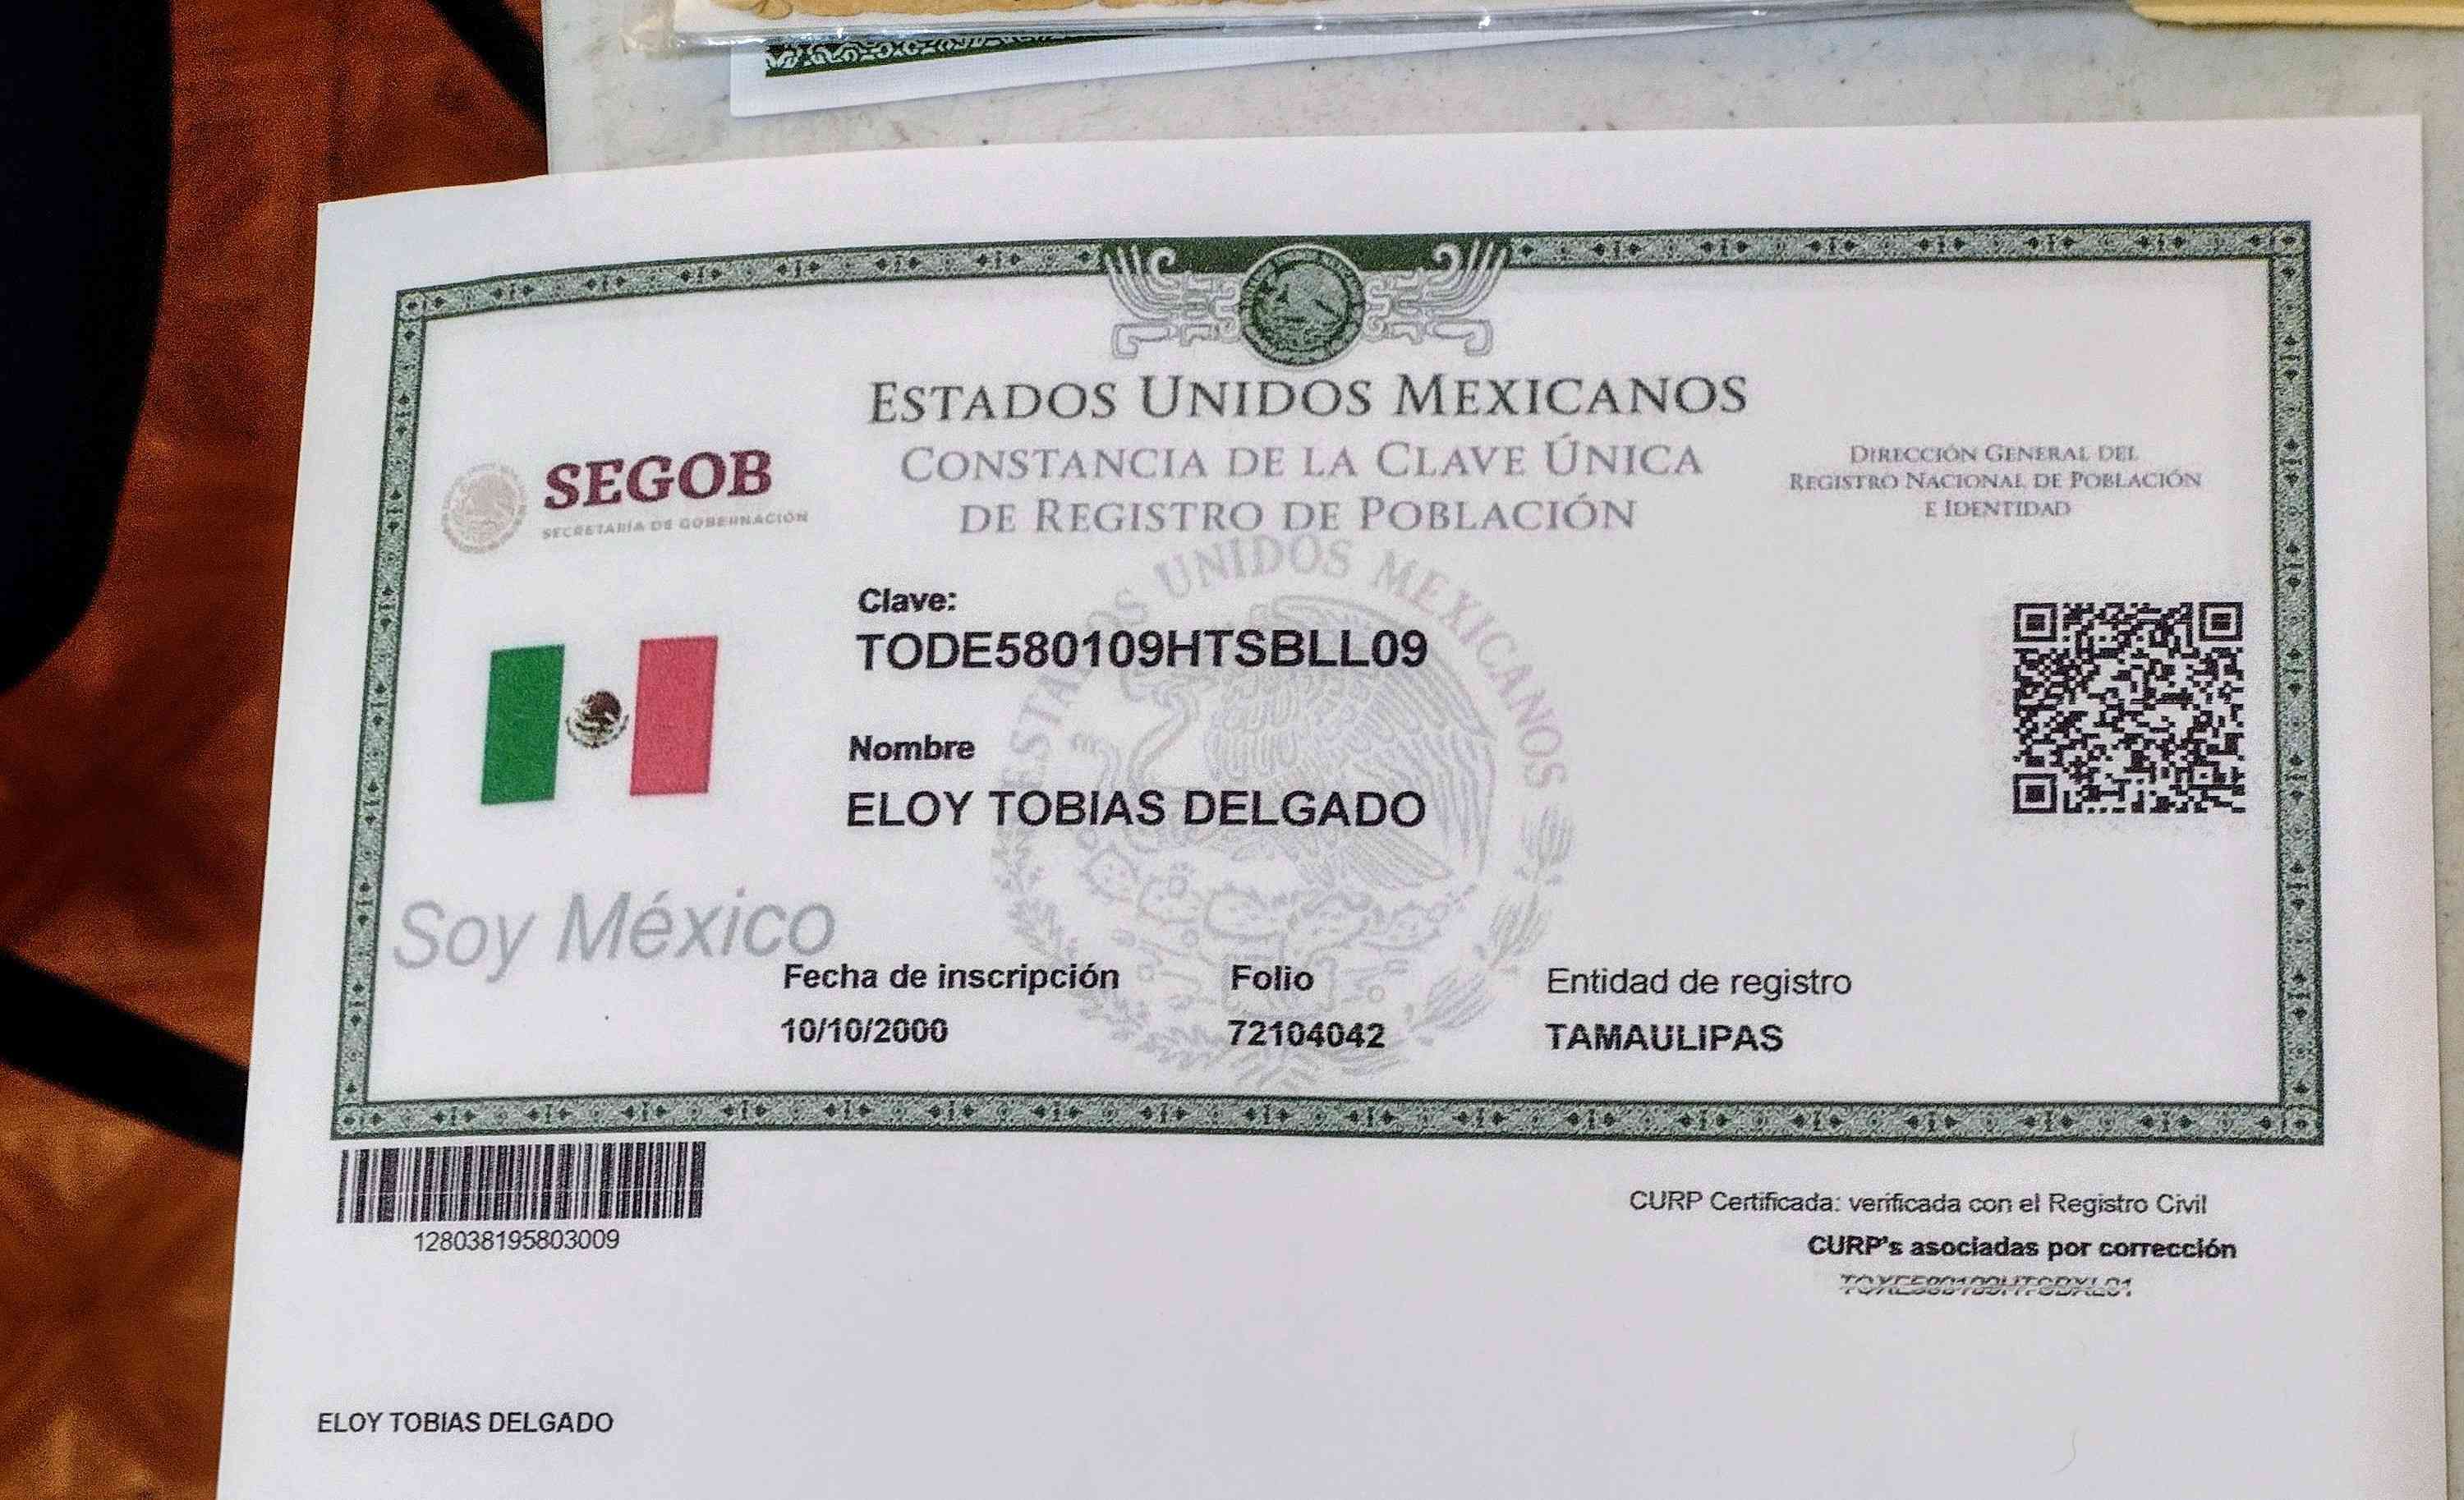 ESTADOS UNIDOS MEXICANOS
CONSTANCIA DE LA CLAVE ÚNICA
DE REGISTRO DE POBLACIÓN
SEGOB
SECRETARÍA DE GOBERNACIÓN
DIRECCIÓN GENERAL DEL
REGISTRO NACIONAL DE POBLACIÓN
E IDENTIDAD
ESTADOS UNIDOS MEXICANOS
Clave:
TODE580109HTSBLL09
Nombre
ELOY TOBIAS DELGADO
Soy México
Fecha de inscripción
10/10/2000
Folio
72104042
Entidad de registro
TAMAULIPAS
128038195803009
CURP Certificada: verificada con el Registro Civil
CURP's asociadas por corrección
ELOY TOBIAS DELGADO